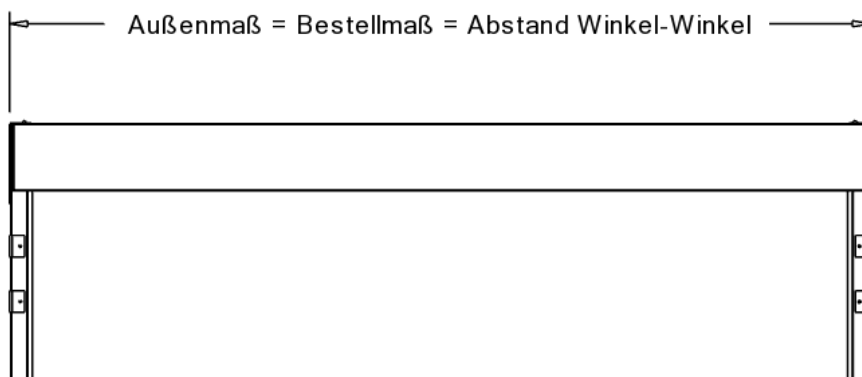 Außenmaß = Bestellmaß = Abstand Winkel-Winkel